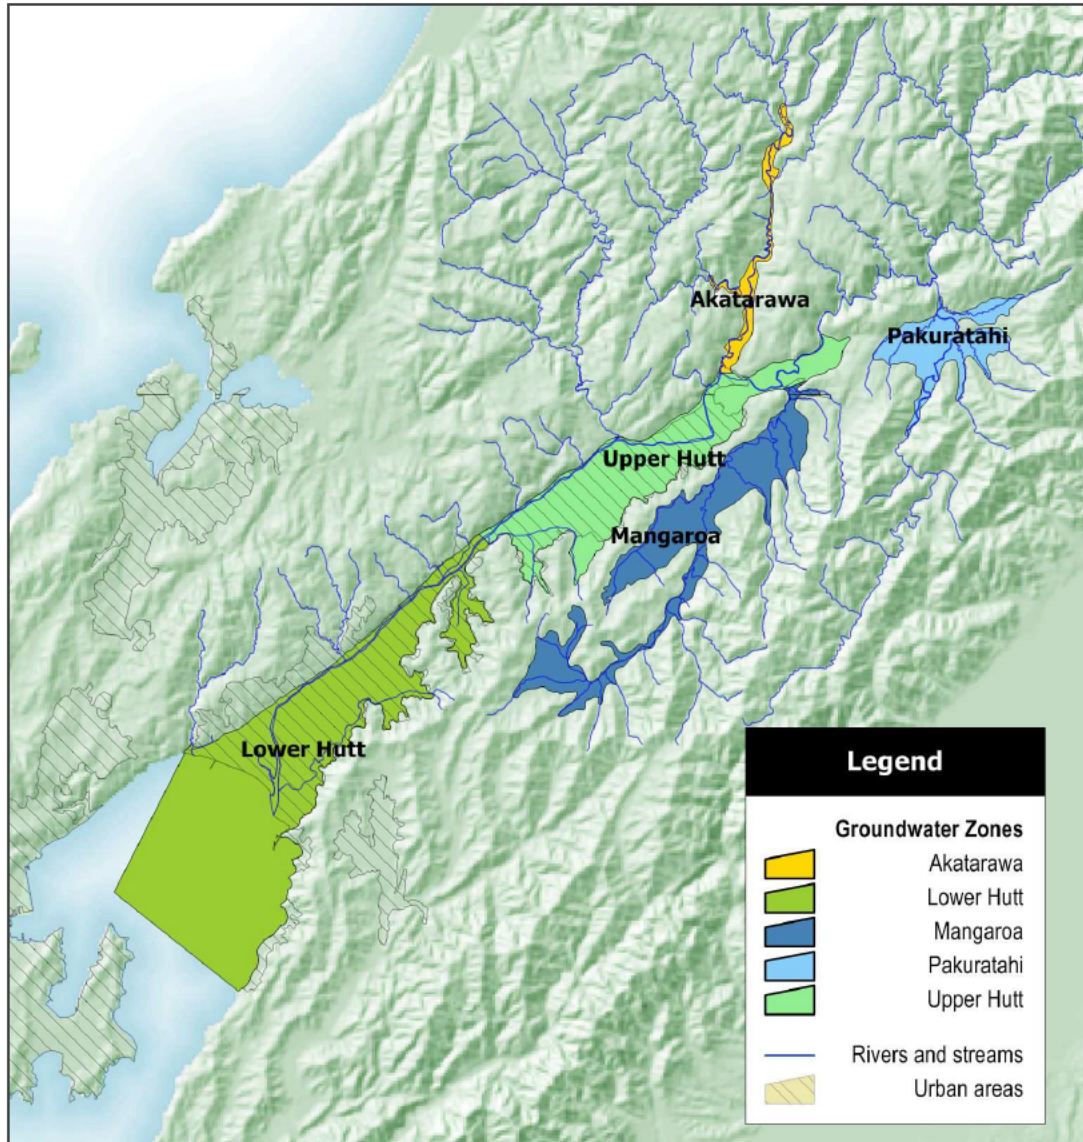 Akatarawa
Pakuratahi
Upper Hutt
Mangaroa
Lower Hutt
Legend
Groundwater Zones
Akatarawa
Lower Hutt
Mangaroa
Pakuratahi
Upper Hutt
Rivers and streams
Urban areas